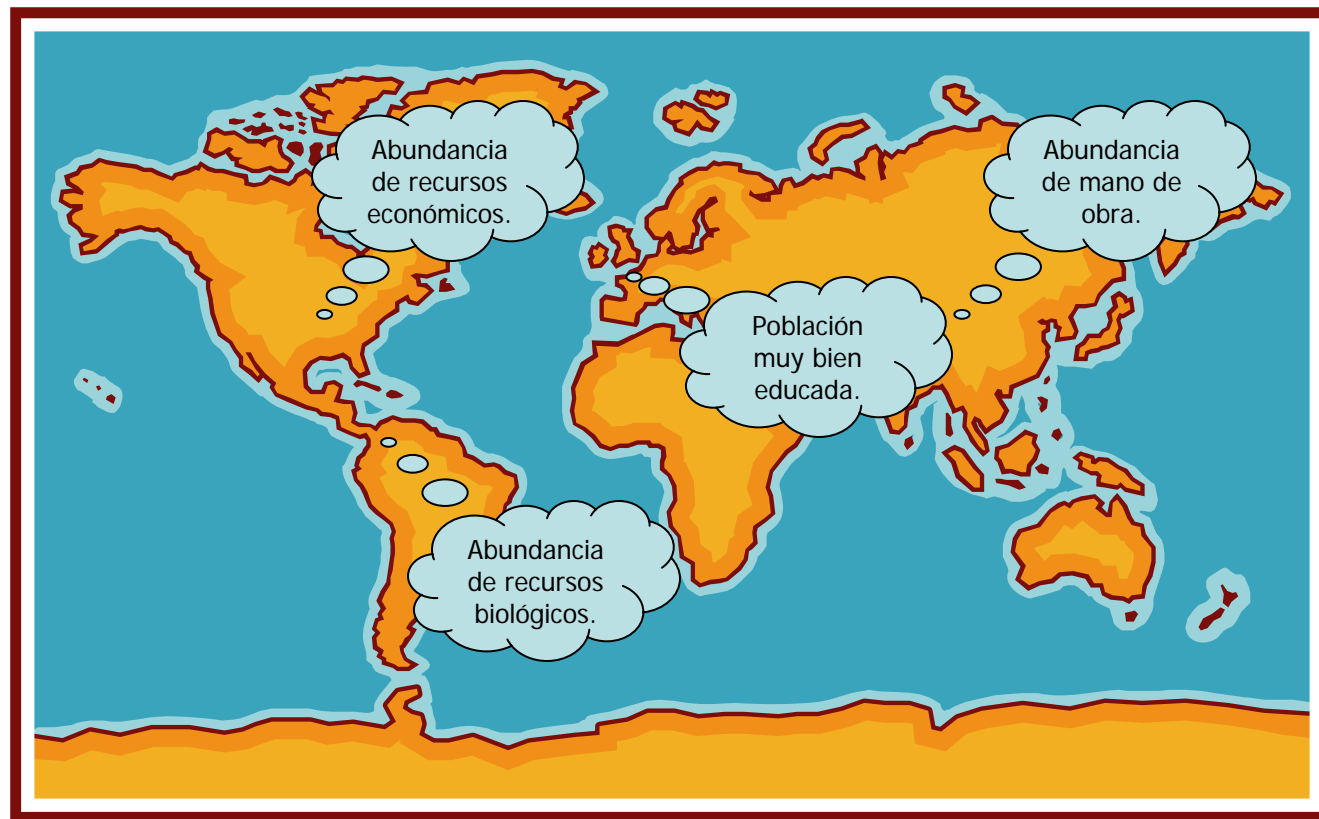 Abundancia
de recursos
económicos.
Abundancia
de mano de
obra.
Población
muy bien
educada.
Abundancia
de recursos
biológicos.